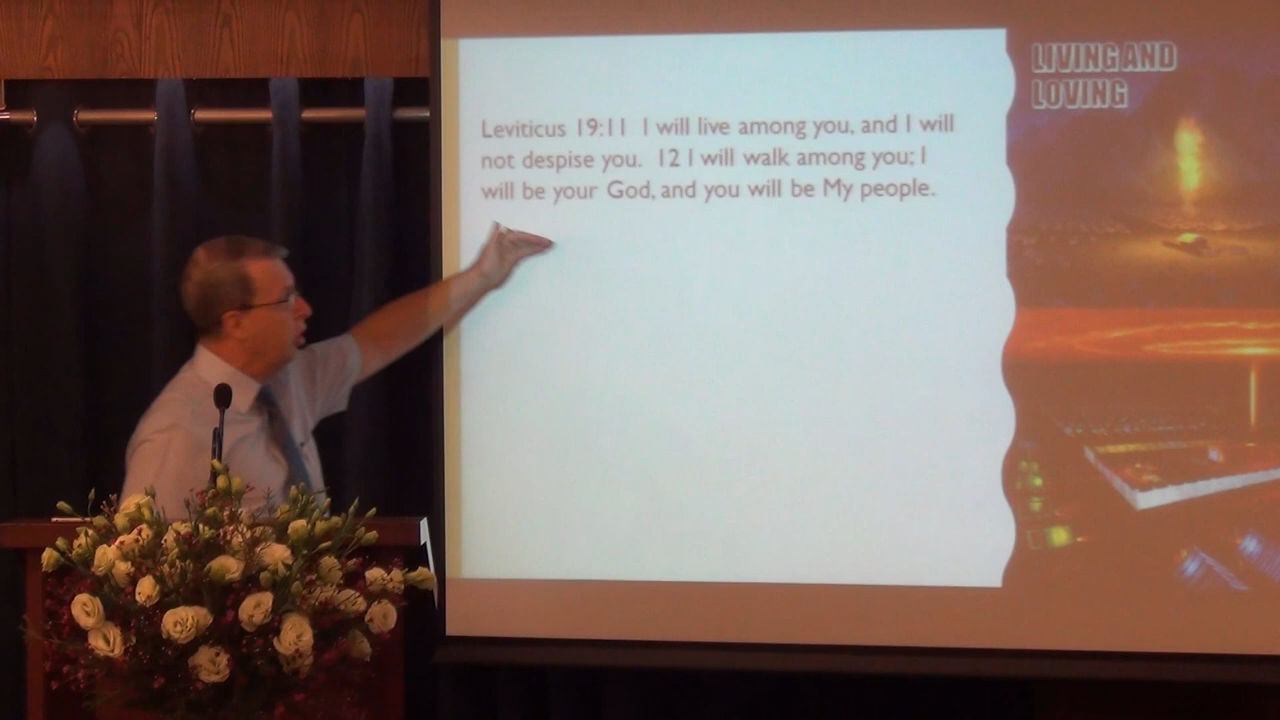 LIVING AND
LOVING
Leviticus 19:11 I will live among you, and I will
not despise you. 12 I will walk among you; I
will be your God, and you will be My people.